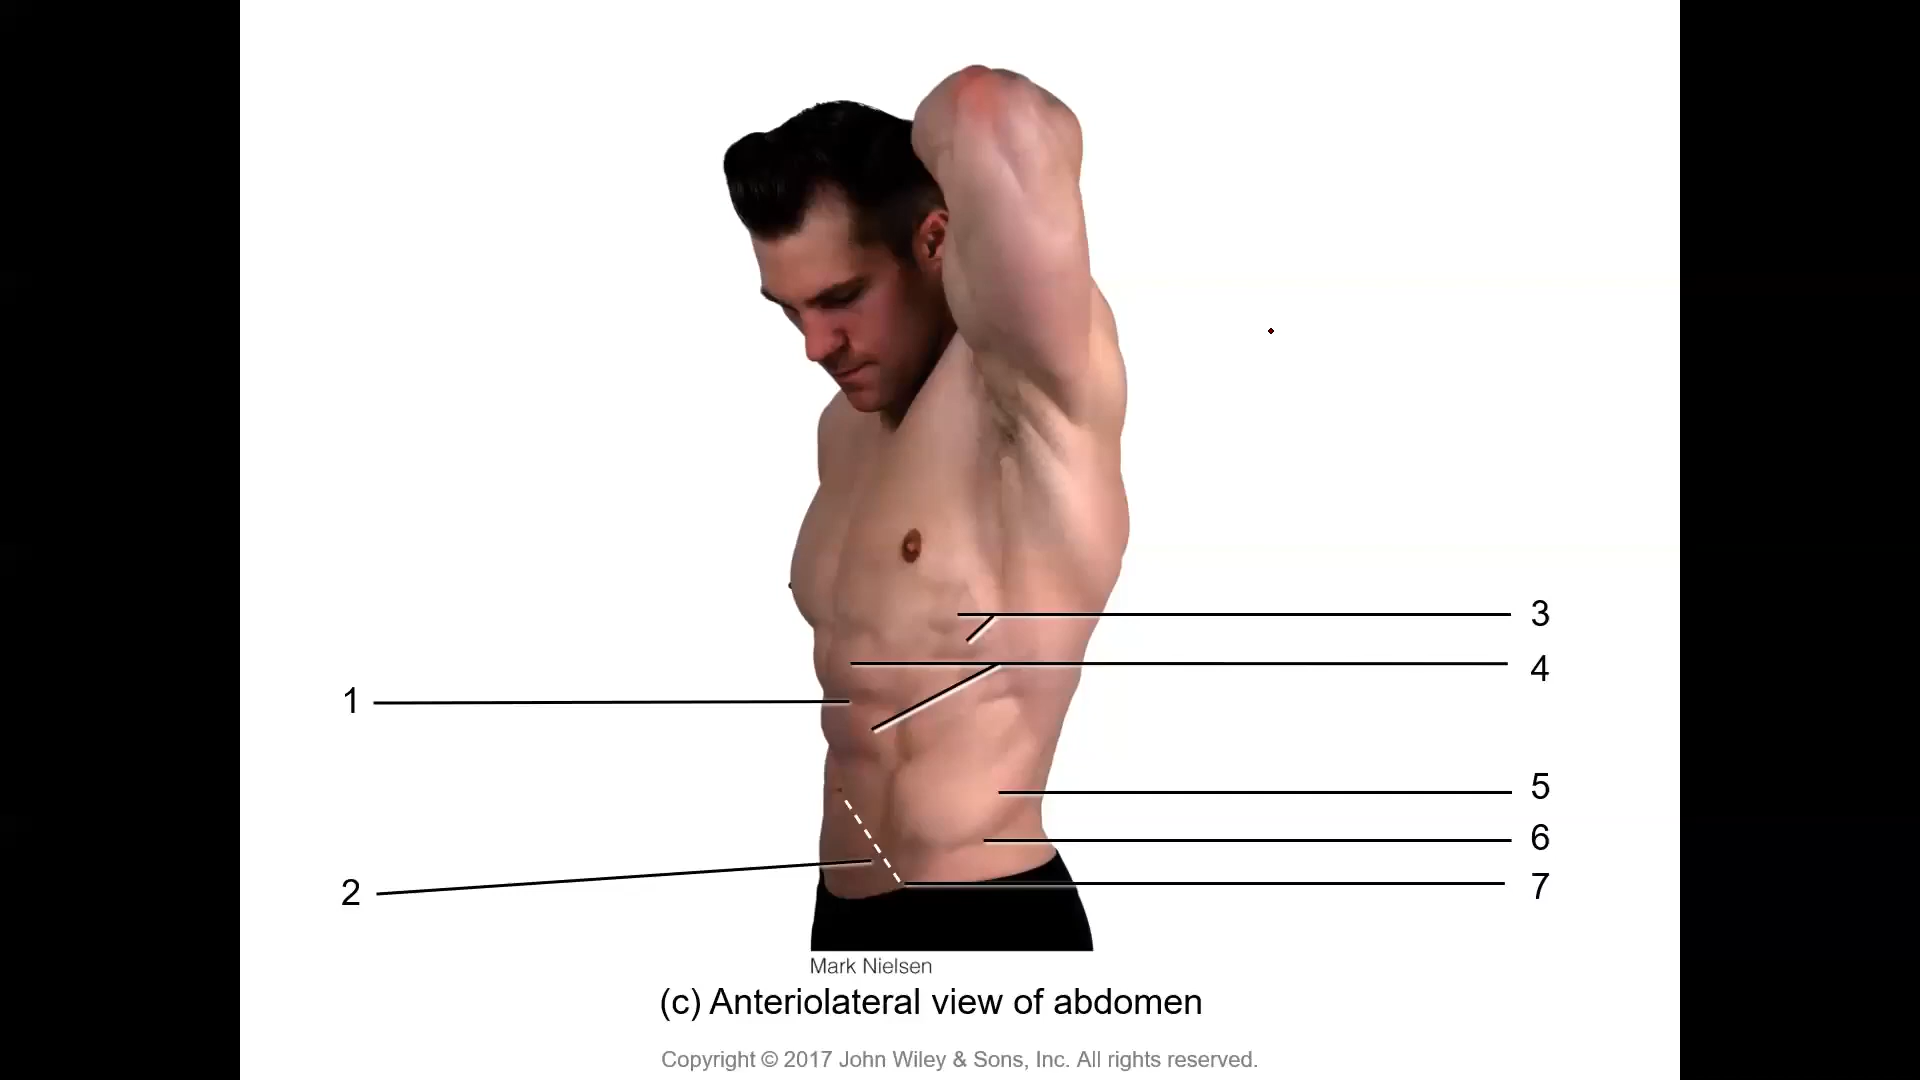 3
4
1
5
6
2
7
Mark Nielsen
(c) Anteriolateral view of abdomen
Copyright © 2017 John Wiley & Sons, Inc. All rights reserved.